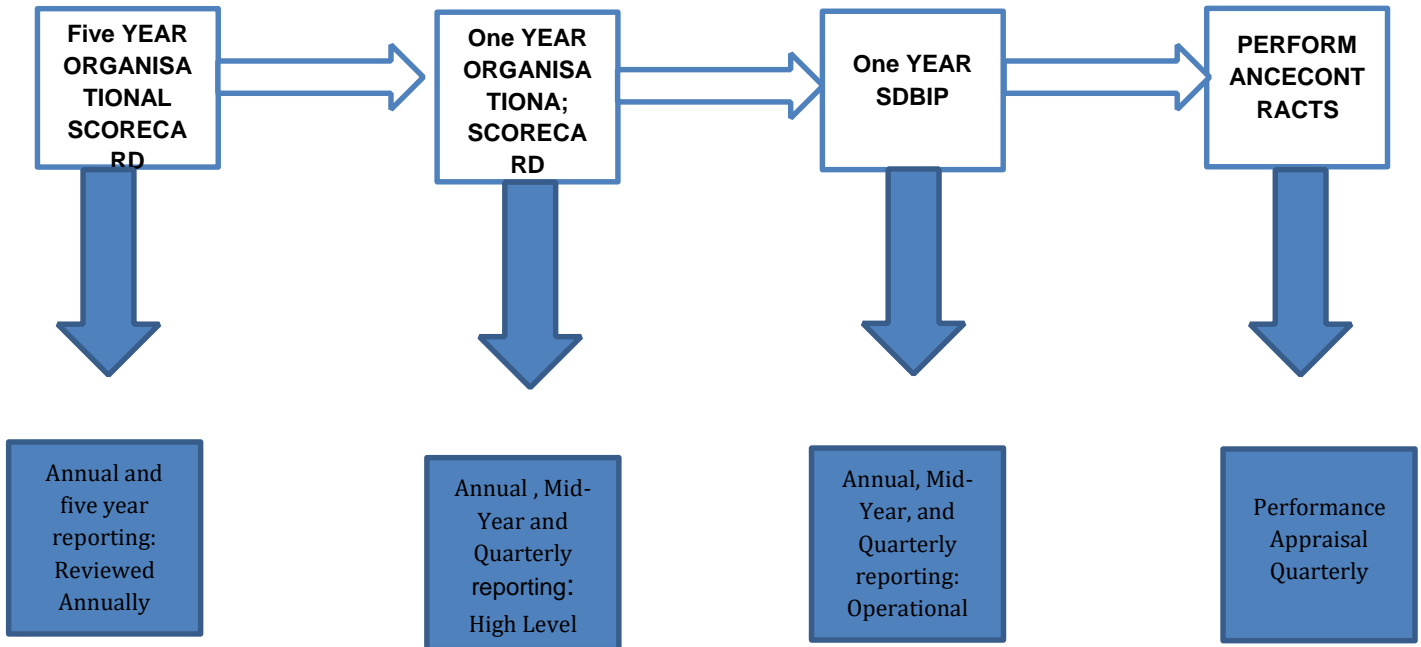 Five YEAR
ORGANISA
TIONAL
SCORECA
RD
One YEAR
ORGANISA
TIONA;
SCORECA
RD
One YEAR
SDBIP
PERFORM
ANCECONT
RACTS
Annual and
five year
reporting:
Reviewed
Annually
Annual , Mid-
Year and
Quarterly
reporting:
High Level
Annual, Mid-
Year, and
Quarterly
reporting:
Operational
Performance
Appraisal
Quarterly